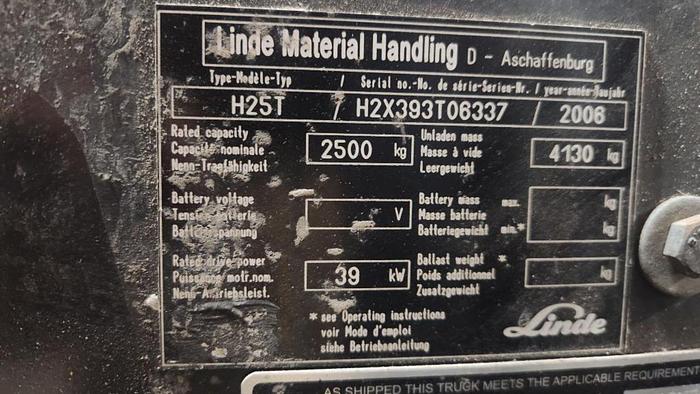 Linde Material Handling D - Aschaffenburg
Type-Modèle-Typ / Serial no.-No. de série-Serien-Nr. / year-année-Baujahr
H25T / H2X393T06337 / 2006
Rated capacity
Capacité nominale
Nenn-Tragfähigkeit
2500 kg
Unladen mass
Masse à vide
Leergewicht
4130 kg
Battery voltage
Tension batterie
Batteriespannung
V
Battery mass max.
Masse batterie
Batteriegewicht min.*
kg
kg
Rated drive power
Puissance motr.nom.
Nenn-Antriebsleist.
39 kW
Ballast weight *
Poids additionnel
Zusatzgewicht
kg
* see Operating instructions
voir Mode d'emploi
siehe Betriebsanleitung
Linde
AS SHIPPED THIS TRUCK MEETS THE APPLICABLE REQUIREMENT